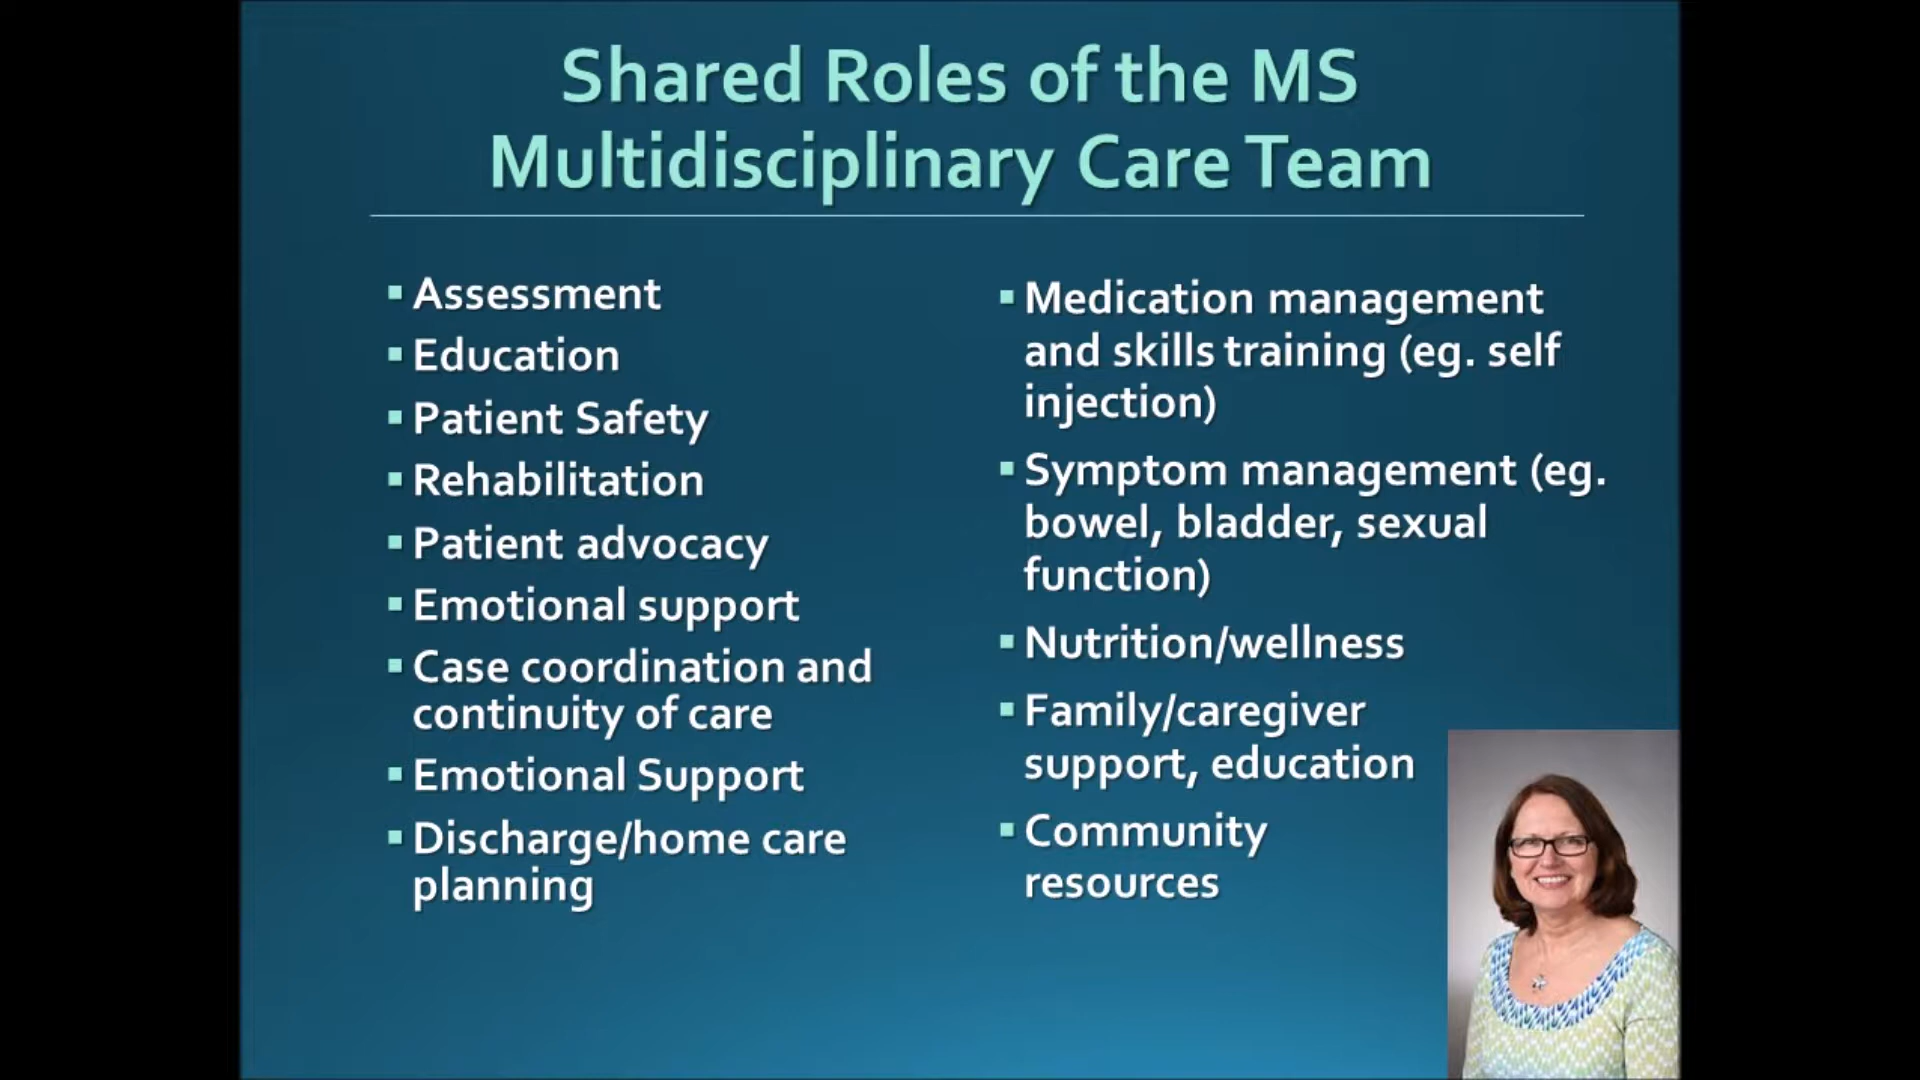 Shared Roles of the MS
Multidisciplinary Care Team
Assessment
Education
Patient Safety
Rehabilitation
Patient advocacy
Emotional support
Case coordination and
continuity of care
Emotional Support
Discharge/home care
planning
Medication management
and skills training (eg. self
injection)
Symptom management (eg.
bowel, bladder, sexual
function)
Nutrition/wellness
Family/caregiver
support, education
Community
resources